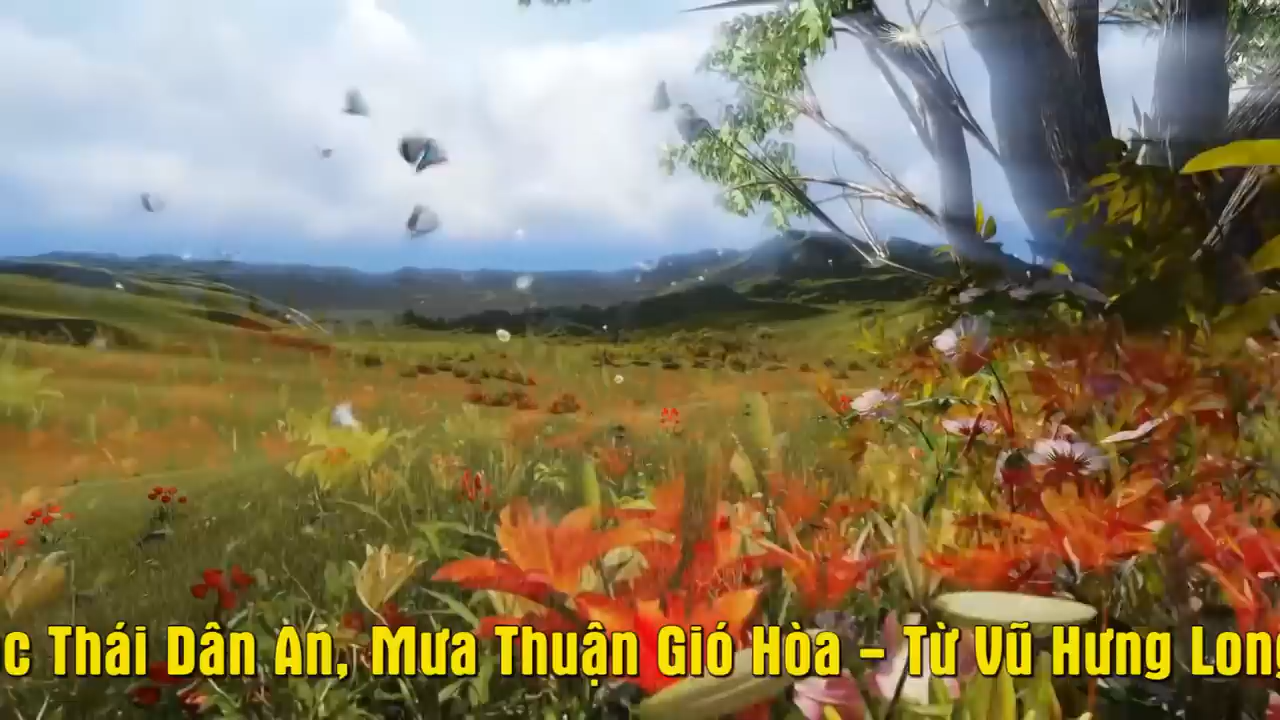 c Thái Dân An, Mưa Thuận Gió Hòa – Từ Vũ Hưng Long